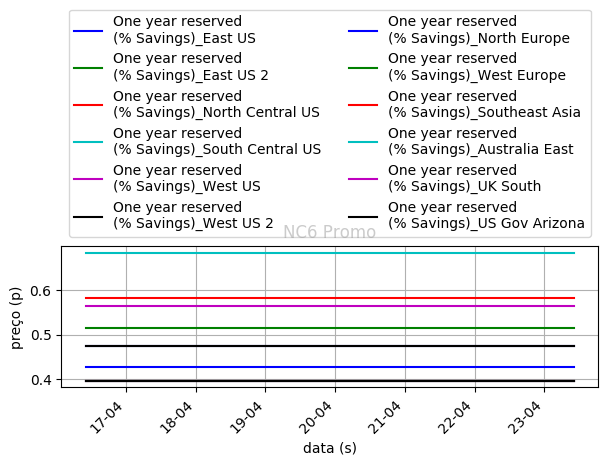 One year reserved
(% Savings)_East US
One year reserved
(% Savings)_East US 2
One year reserved
(% Savings)_North Central US
One year reserved
(% Savings)_South Central US
One year reserved
(% Savings)_West US
One year reserved
(% Savings)_West US 2
One year reserved
(% Savings)_North Europe
One year reserved
(% Savings)_West Europe
One year reserved
(% Savings)_Southeast Asia
One year reserved
(% Savings)_Australia East
One year reserved
(% Savings)_UK South
One year reserved
(% Savings)_US Gov Arizona
NC6 Promo
preço (p)
0.6
0.5
0.4
17-04
18-04
19-04
20-04
21-04
22-04
23-04
data (s)